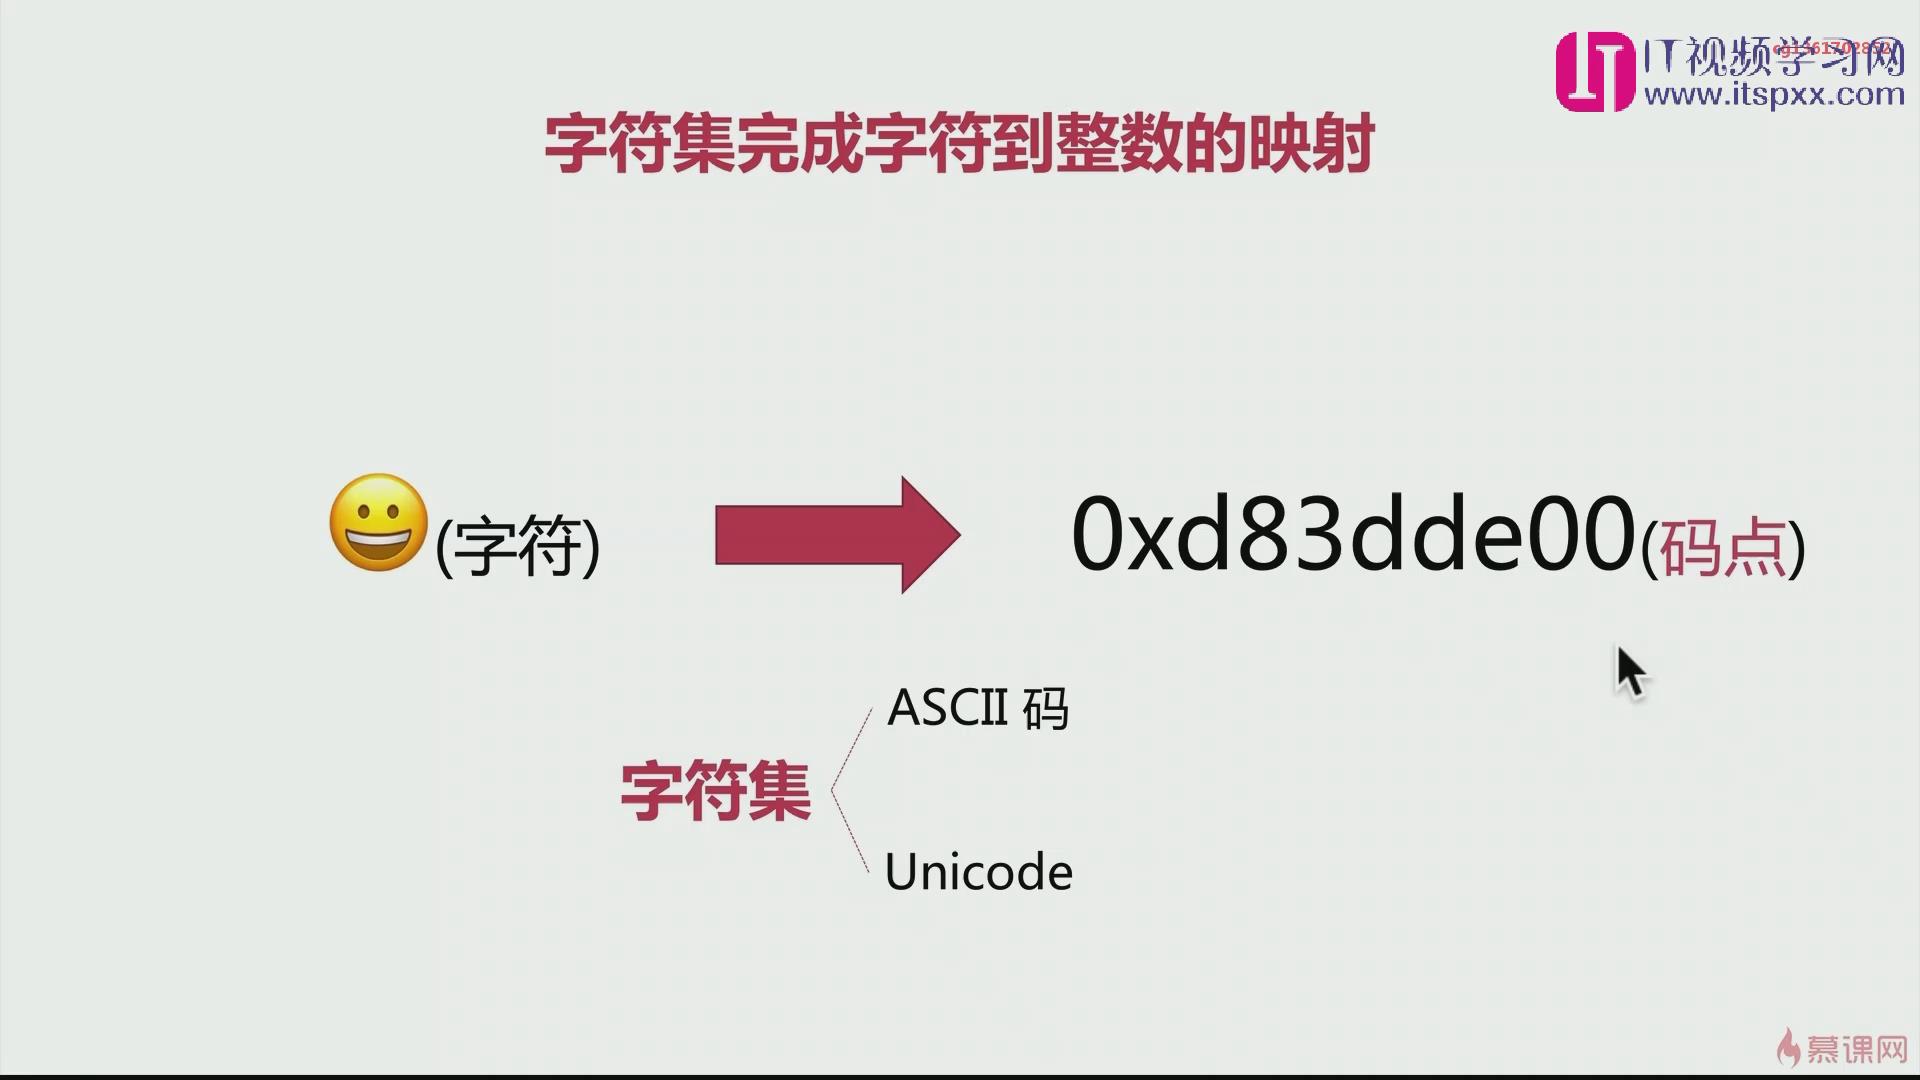 IT视频学习网
www.itspxx.com
字符集完成字符到整数的映射
(字符)
0xd83dde00(码点)
ASCII 码
字符集
Unicode
慕课网